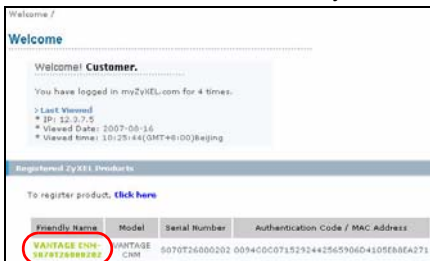 Welcome /
Welcome
Welcome! Customer.
You have logged in myZyXEL.com for 4 times.
> Last Viewed
* IP: 12.3.7.5
* Viewed Date: 2007-08-16
* Viewed time: 10:25:44(GMT+8:00)Beijing
Registered ZyXEL Products
To register product, Click here
Friendly Name Model Serial Number Authentication Code / MAC Address
VANTAGE CNM- VANTAGE S070T26000202
S070T26000202 CNM